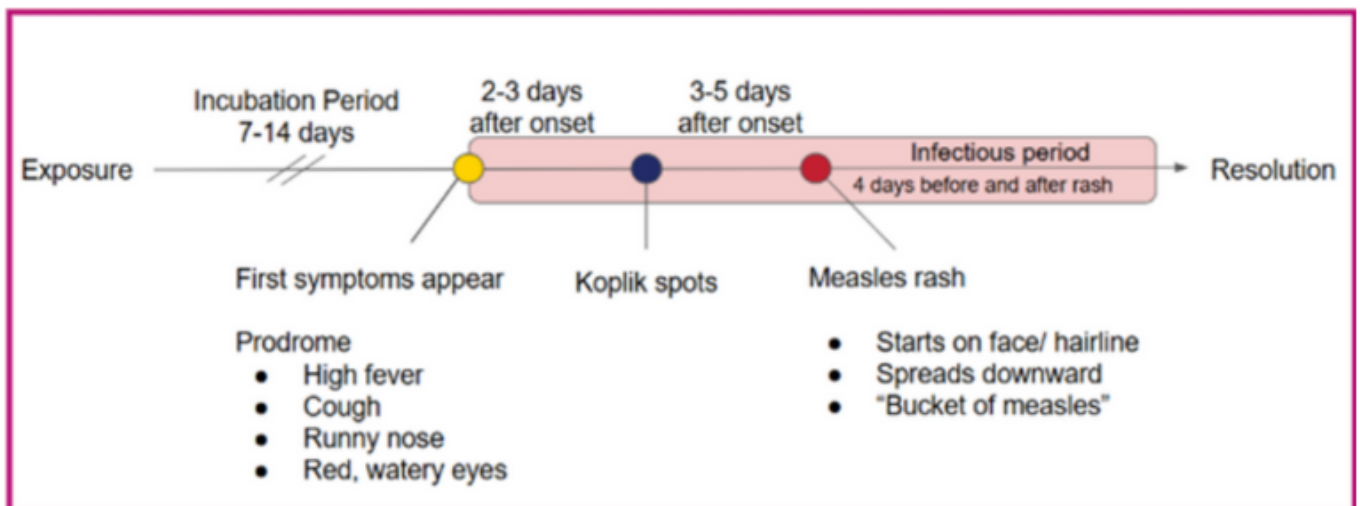 Incubation Period
7-14 days
2-3 days
after onset
3-5 days
after onset
Exposure
Infectious period
4 days before and after rash
Resolution
First symptoms appear
Koplik spots
Measles rash
Prodrome
● High fever
● Cough
● Runny nose
● Red, watery eyes
● Starts on face/ hairline
● Spreads downward
● “Bucket of measles”